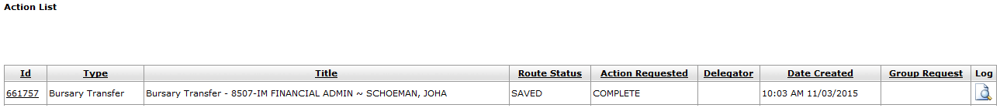 Action List
Id Type Title Route Status Action Requested Delegator Date Created Group Request Log
661757 Bursary Transfer Bursary Transfer - 8507-IM FINANCIAL ADMIN ~ SCHOEMAN, JOHA SAVED COMPLETE 10:03 AM 11/03/2015